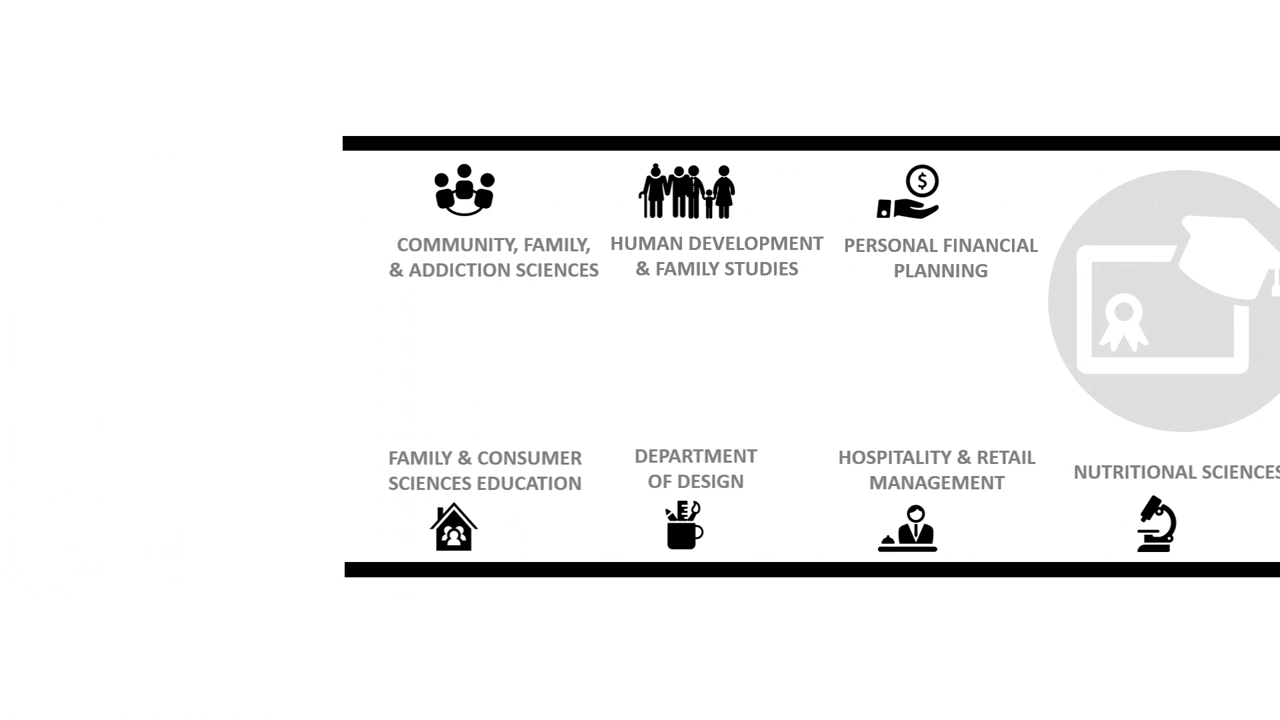 COMMUNITY, FAMILY,
& ADDICTION SCIENCES
HUMAN DEVELOPMENT
& FAMILY STUDIES
PERSONAL FINANCIAL
PLANNING
$
FAMILY & CONSUMER
SCIENCES EDUCATION
DEPARTMENT
OF DESIGN
HOSPITALITY & RETAIL
MANAGEMENT
NUTRITIONAL SCIENCES